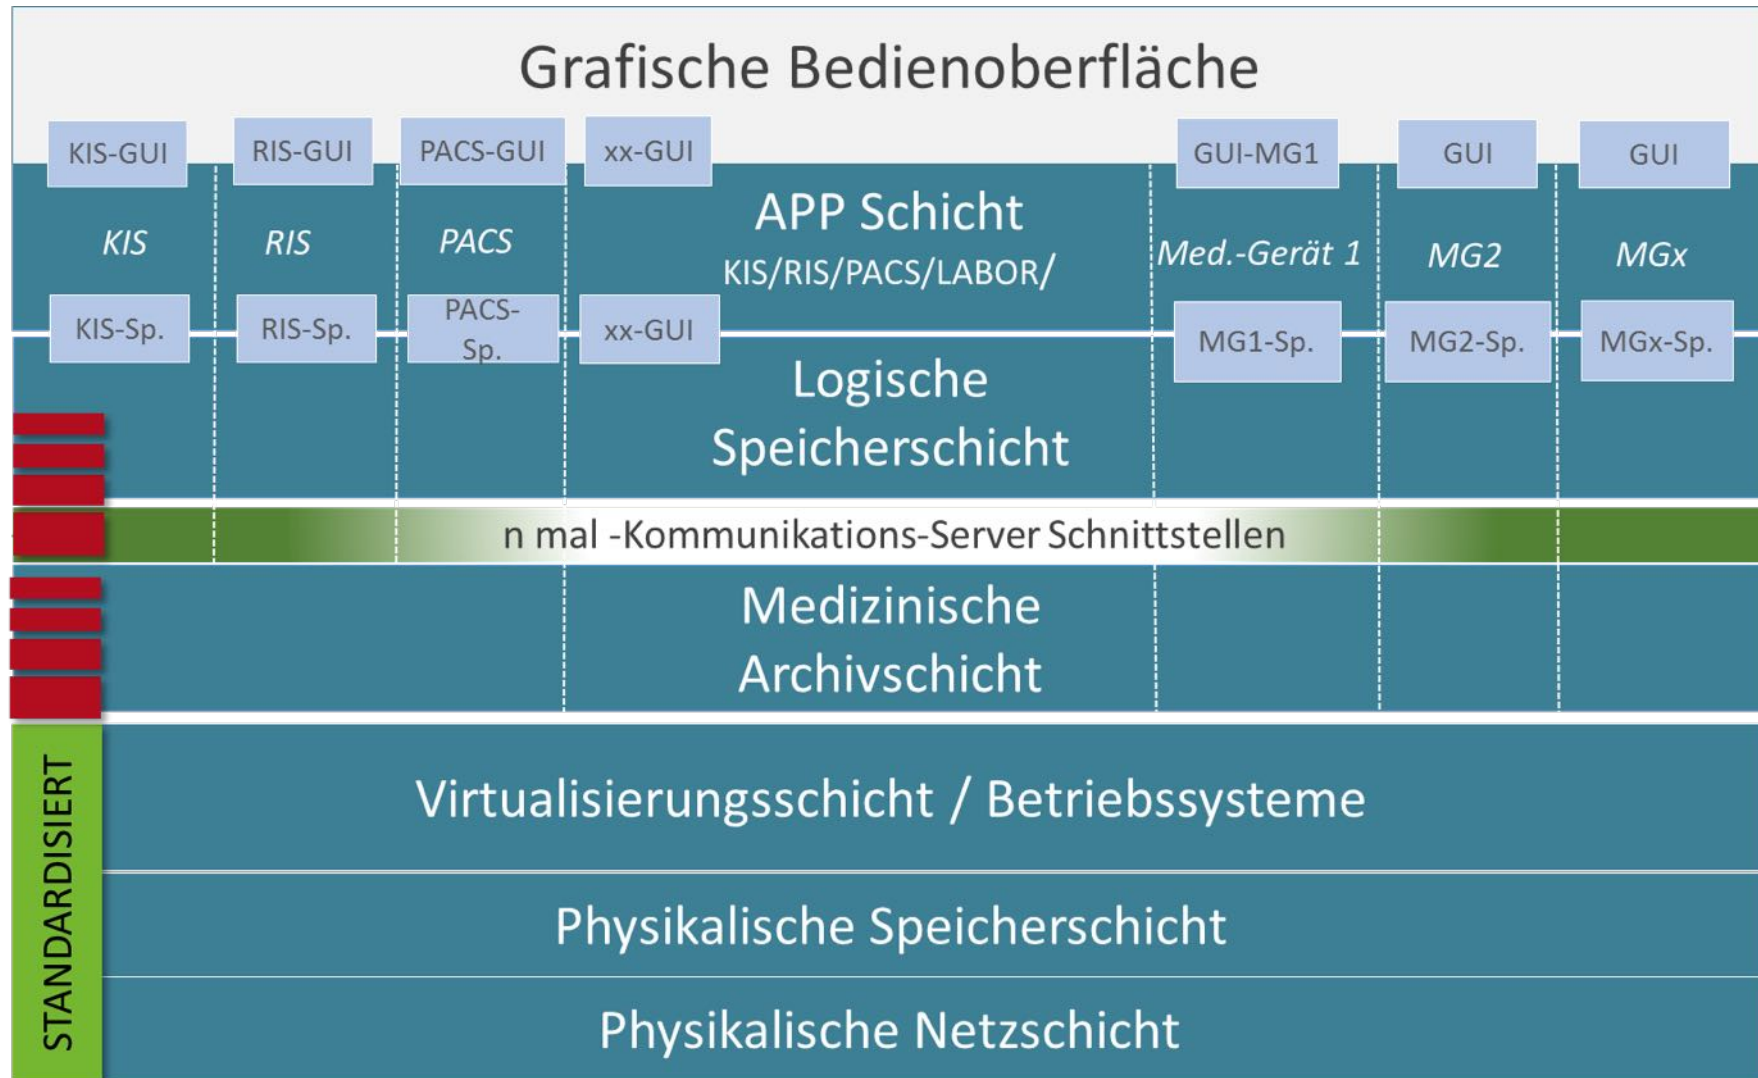 Grafische Bedienoberfläche
KIS-GUI
RIS-GUI
PACS-GUI
xx-GUI
GUI-MG1
GUI
GUI
KIS
RIS
PACS
APP Schicht
KIS/RIS/PACS/LABOR/
Med.-Gerät 1
MG2
MGx
KIS-Sp.
RIS-Sp.
PACS-
Sp.
xx-GUI
MG1-Sp.
MG2-Sp.
MGx-Sp.
Logische
Speicherschicht
n mal -Kommunikations-Server Schnittstellen
Medizinische
Archivschicht
STANDARDISIERT
Virtualisierungsschicht / Betriebssysteme
Physikalische Speicherschicht
Physikalische Netzschicht